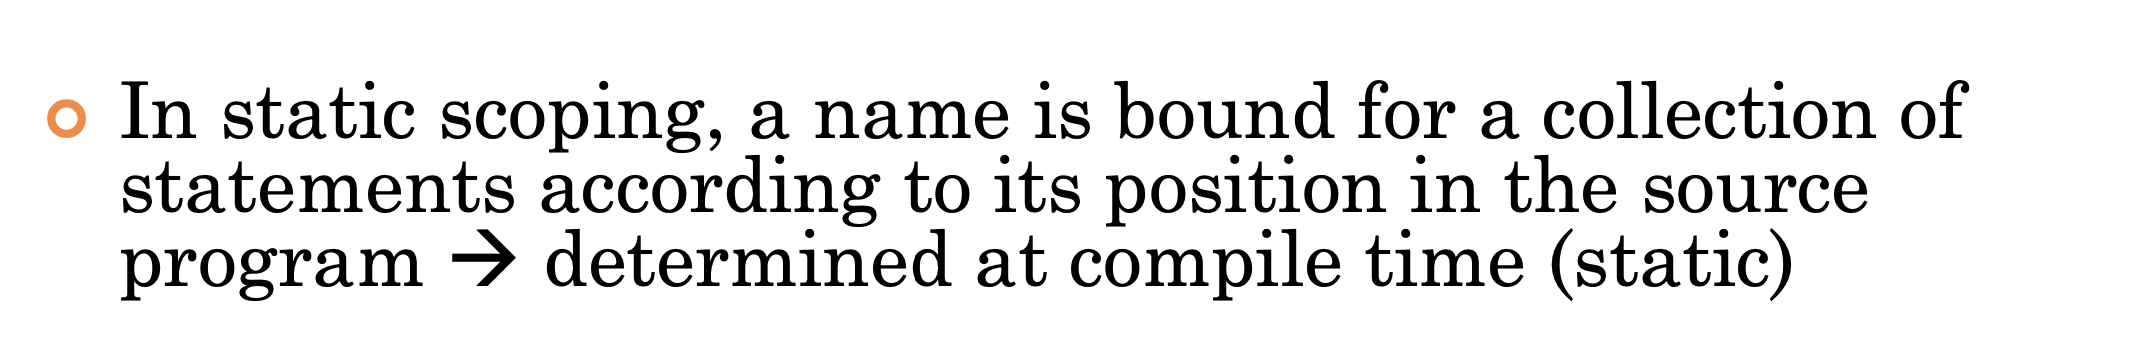 In static scoping, a name is bound for a collection of
statements according to its position in the source
program → determined at compile time (static)